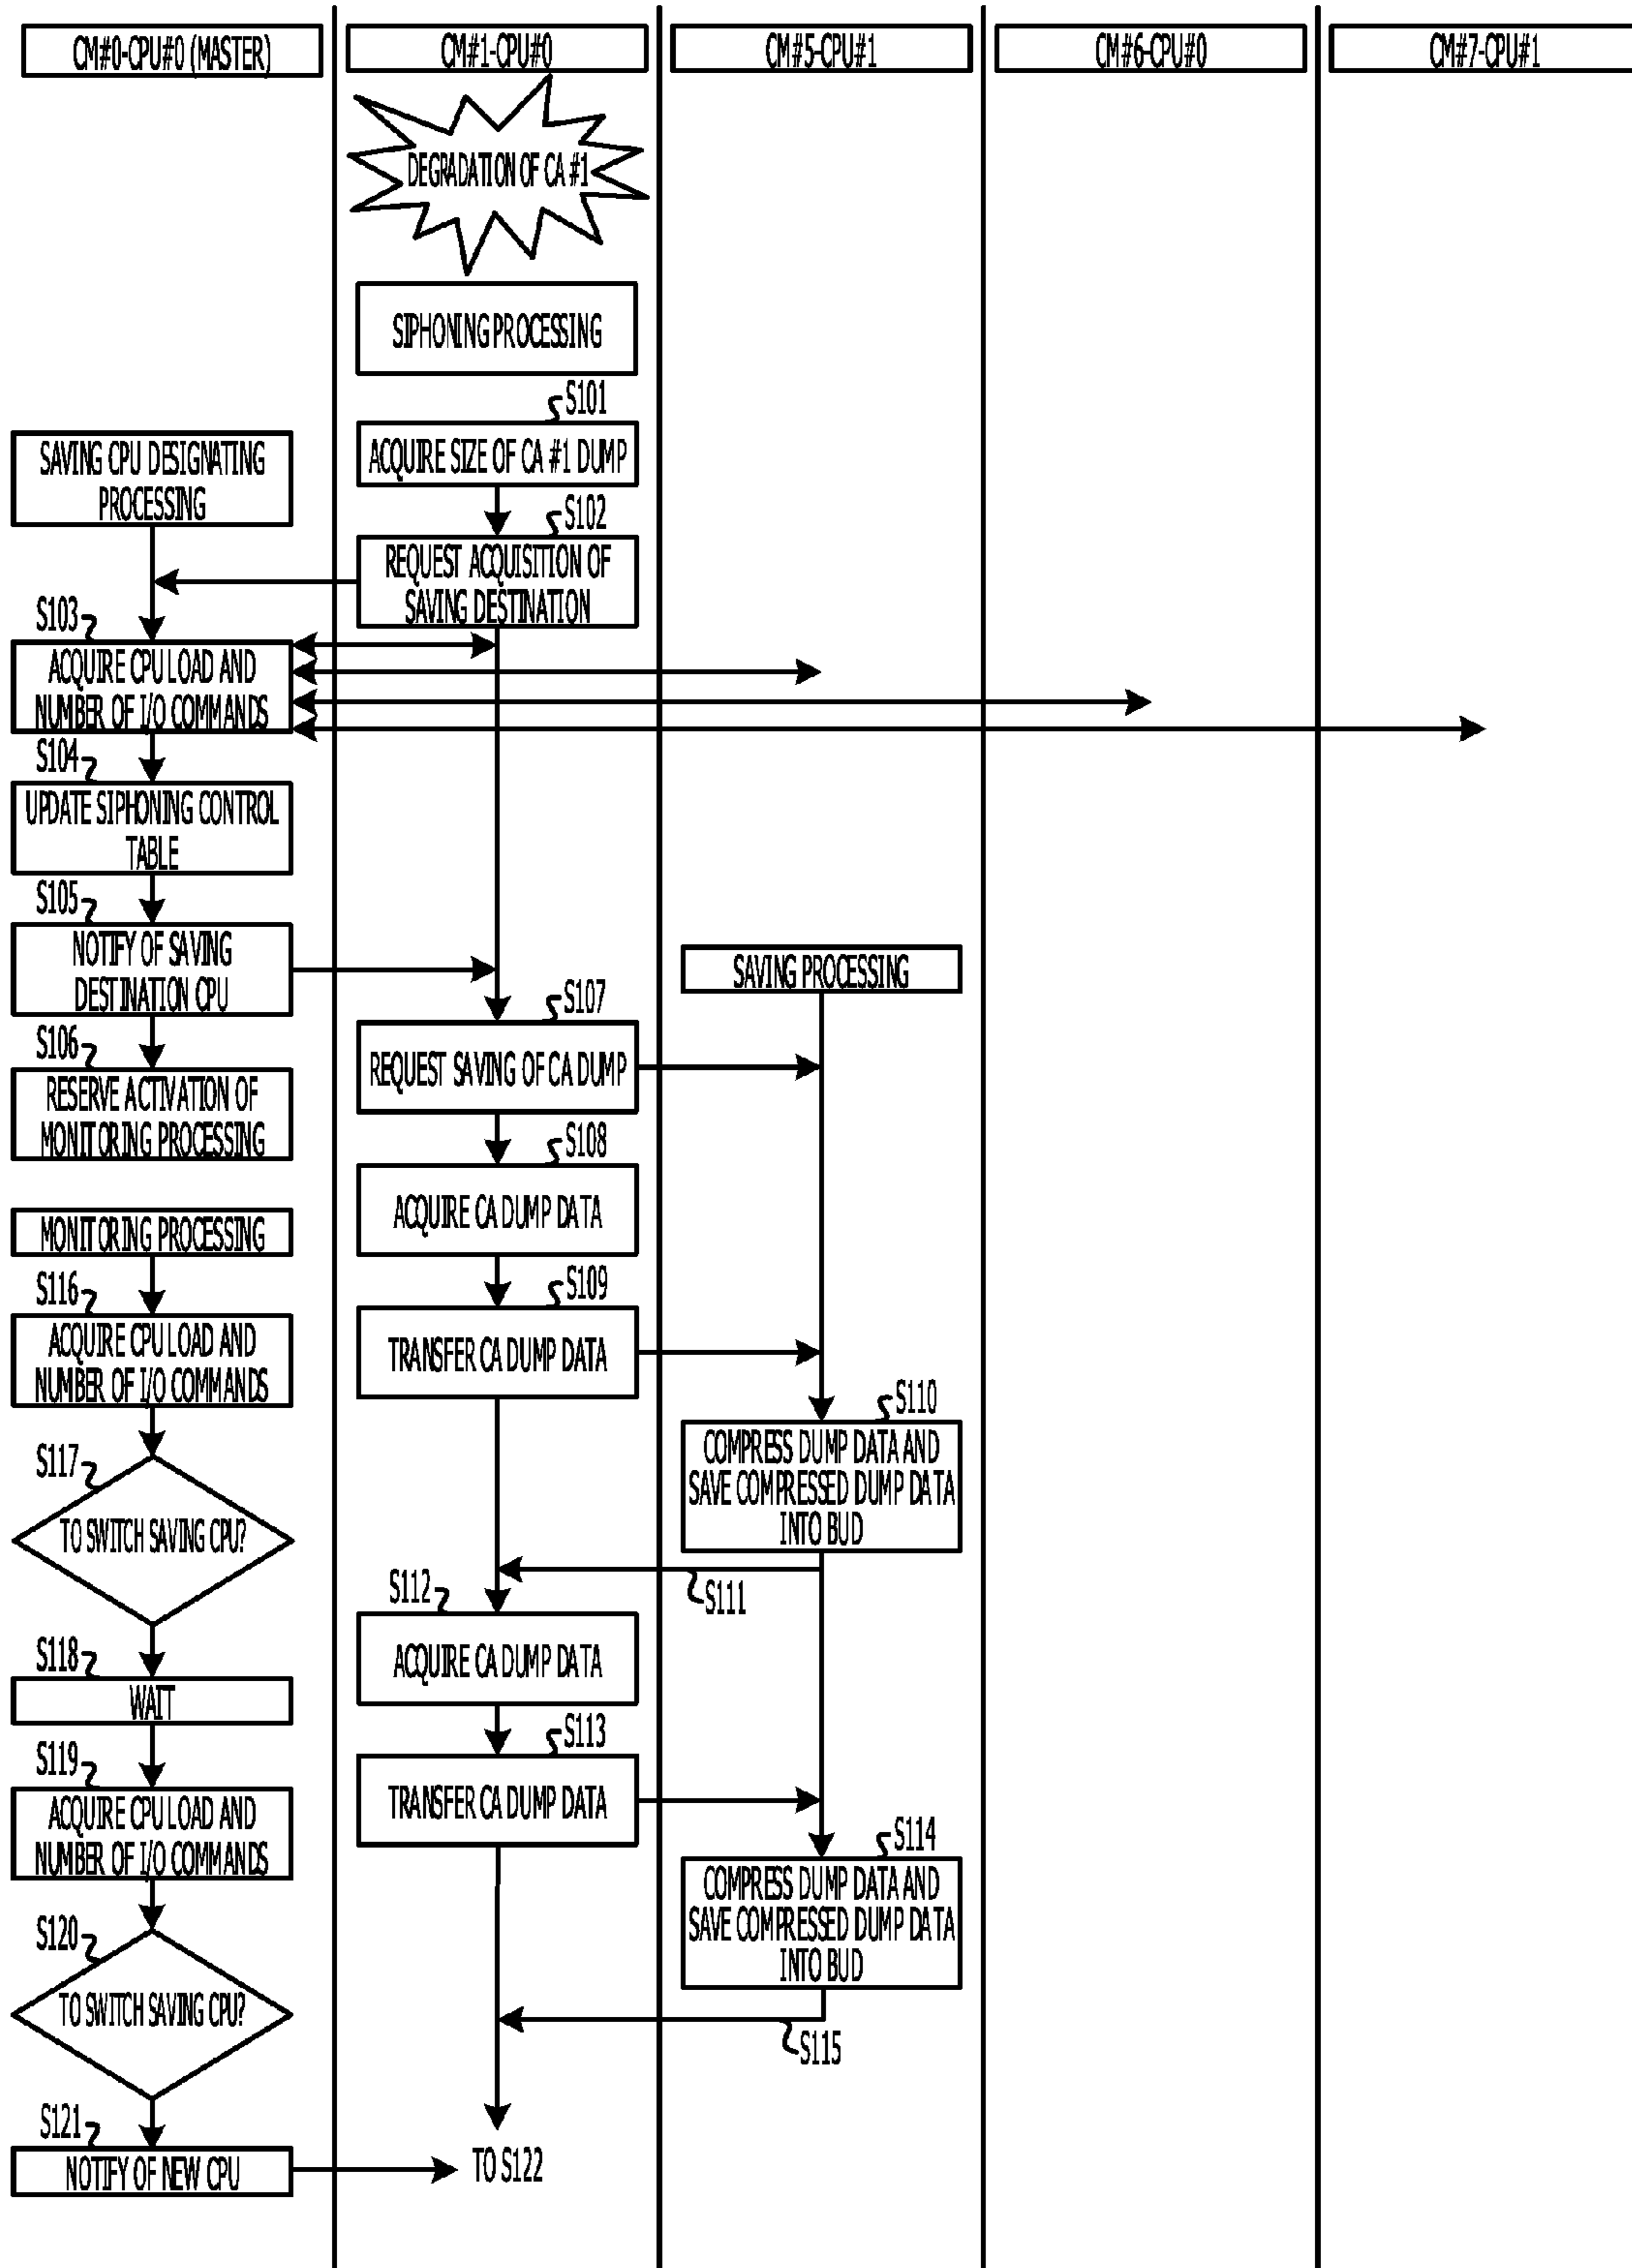 CM#0-CPU#0 (MASTER)
CM#1-CPU#0
CM#5-CPU#1
CM#6-CPU#0
CM#7-CPU#1
DEGRADATION OF CA #1
SIPHONING PROCESSING
S101
ACQUIRE SIZE OF CA #1 DUMP
SAVING CPU DESIGNATING
PROCESSING
S102
REQUEST ACQUISITION OF
SAVING DESTINATION
S103
ACQUIRE CPU LOAD AND
NUMBER OF I/O COMMANDS
S104
UPDATE SIPHONING CONTROL
TABLE
S105
NOTIFY OF SAVING
DESTINATION CPU
SAVING PROCESSING
S106
RESERVE ACTIVATION OF
MONITORING PROCESSING
S107
REQUEST SAVING OF CA DUMP
S108
ACQUIRE CA DUMP DATA
MONITORING PROCESSING
S109
TRANSFER CA DUMP DATA
S116
ACQUIRE CPU LOAD AND
NUMBER OF I/O COMMANDS
S110
COMPRESS DUMP DATA AND
SAVE COMPRESSED DUMP DATA
INTO BUD
S117
TO SWITCH SAVING CPU?
S111
S112
ACQUIRE CA DUMP DATA
S118
WAIT
S113
TRANSFER CA DUMP DATA
S119
ACQUIRE CPU LOAD AND
NUMBER OF I/O COMMANDS
S114
COMPRESS DUMP DATA AND
SAVE COMPRESSED DUMP DATA
INTO BUD
S120
TO SWITCH SAVING CPU?
S115
S121
NOTIFY OF NEW CPU
TO S122